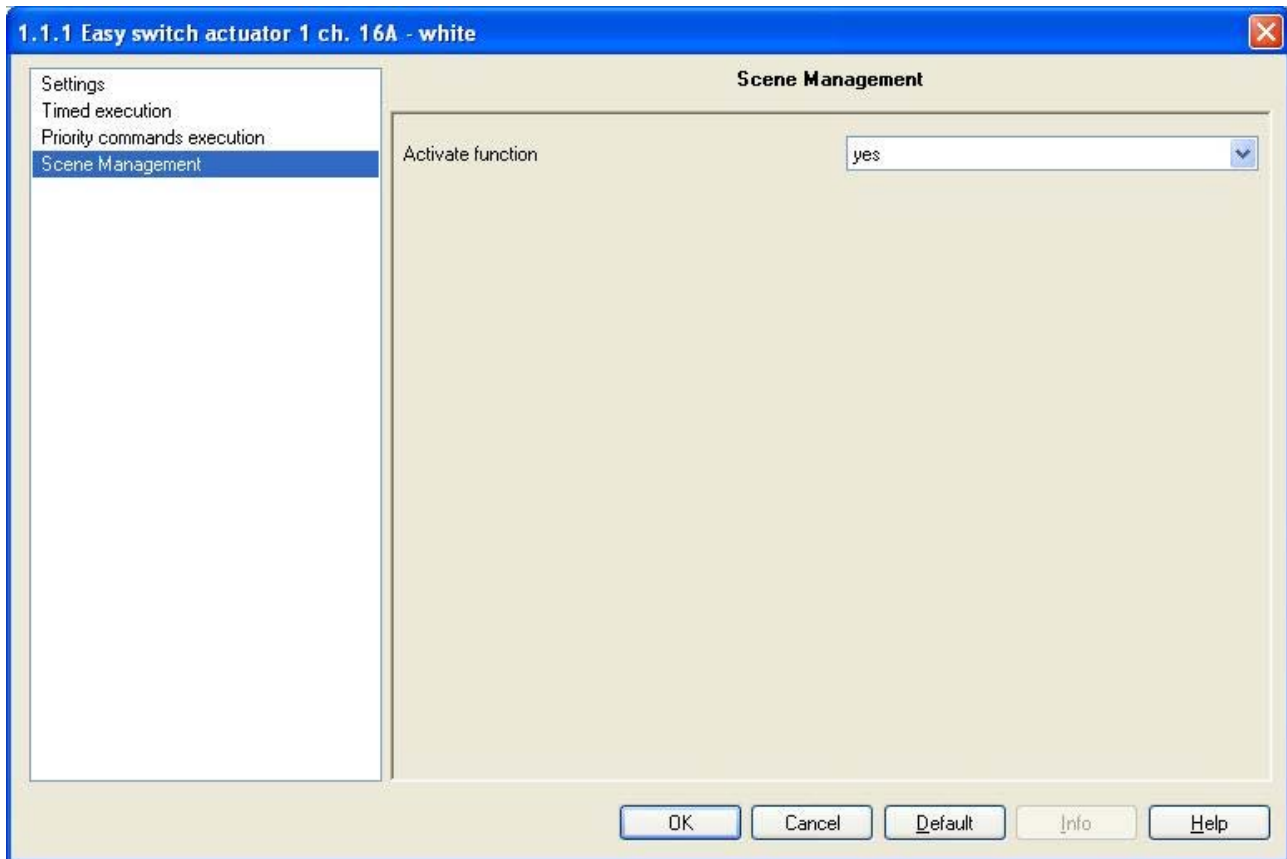 1.1.1 Easy switch actuator 1 ch. 16A - white
Settings
Timed execution
Priority commands execution
Scene Management
Scene Management
Activate function
yes
OK
Cancel
Default
Info
Help